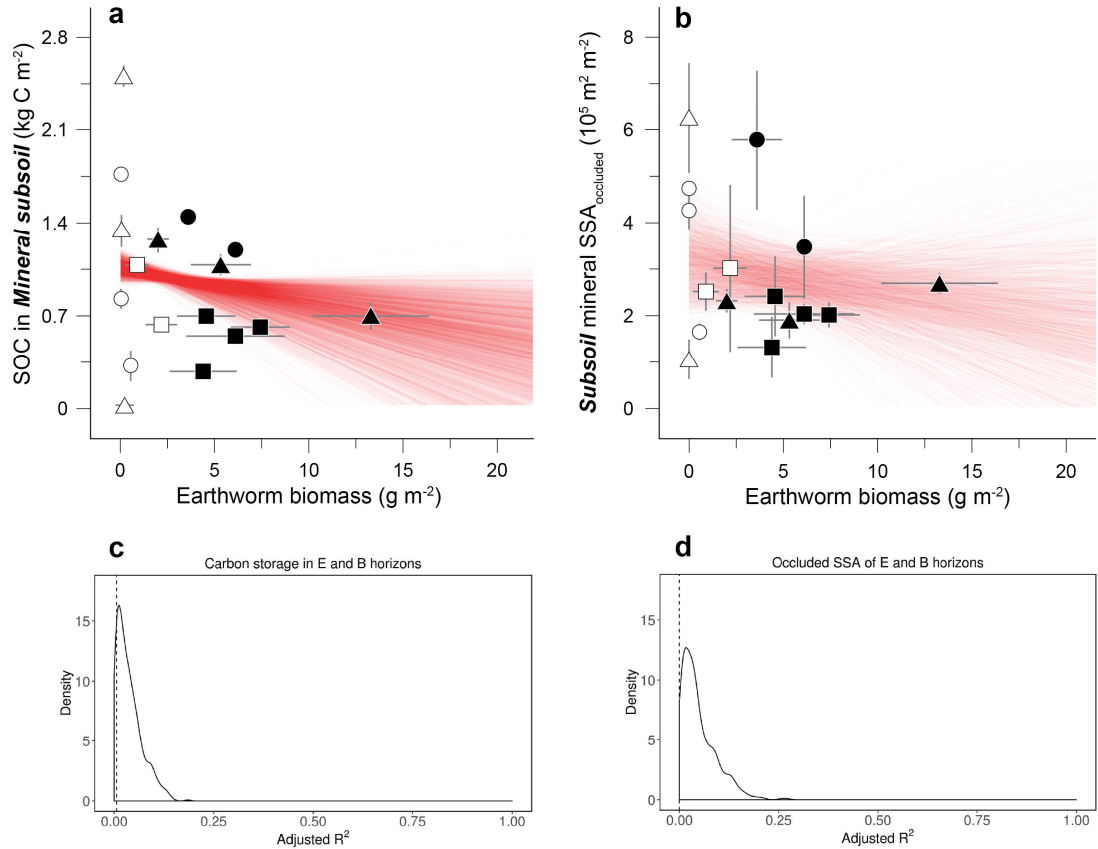 a
SOC in Mineral subsoil (kg C m-2)
2.8
2.1
1.4
0.7
0
0 5 10 15 20
Earthworm biomass (g m-2)
b
Subsoil mineral SSAoccluded (10⁵ m² m-2)
8
6
4
2
0
0 5 10 15 20
Earthworm biomass (g m-2)
c
Carbon storage in E and B horizons
Density
15
10
5
0
0.00 0.25 0.50 0.75 1.00
Adjusted R²
d
Occluded SSA of E and B horizons
Density
15
10
5
0
0.00 0.25 0.50 0.75 1.00
Adjusted R²